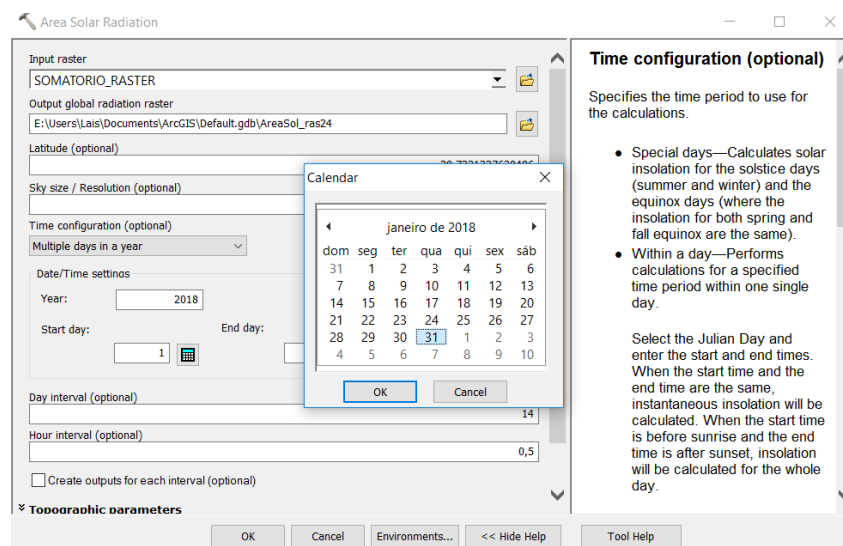 Area Solar Radiation
Input raster
SOMATORIO_RASTER
Output global radiation raster
E:\Users\Lais\Documents\ArcGIS\Default.gdb\AreaSol_ras24
Latitude (optional)
Sky size / Resolution (optional)
Time configuration (optional)
Multiple days in a year
Date/Time settings
Year:
2018
Start day:
End day:
1
Day interval (optional)
14
Hour interval (optional)
0,5
Create outputs for each interval (optional)
Topographic parameters
OK
Cancel
Environments...
<< Hide Help
Tool Help
Calendar
janeiro de 2018
dom seg ter qua qui sex sáb
31 1 2 3 4 5 6
7 8 9 10 11 12 13
14 15 16 17 18 19 20
21 22 23 24 25 26 27
28 29 30 31 1 2 3
4 5 6 7 8 9 10
OK
Cancel
Time configuration (optional)
Specifies the time period to use for
the calculations.
● Special days—Calculates solar
insolation for the solstice days
(summer and winter) and the
equinox days (where the
insolation for both spring and
fall equinox are the same).
● Within a day—Performs
calculations for a specified
time period within one single
day.
Select the Julian Day and
enter the start and end times.
When the start time and the
end time are the same,
instantaneous insolation will be
calculated. When the start time
is before sunrise and the end
time is after sunset, insolation
will be calculated for the whole
day.